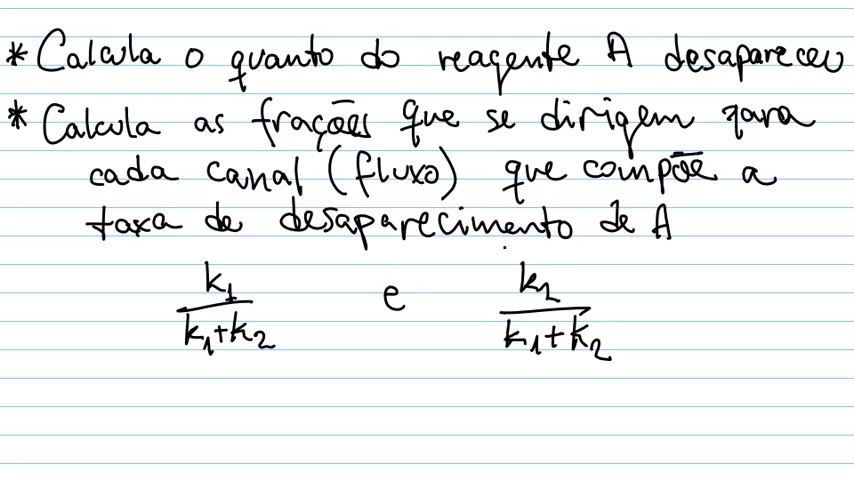 * Calcula o quanto do reagente A desapareceu
* Calcula as frações que se dirigem para
cada canal (fluxo) que compõe a
taxa de desaparecimento de A
k₁/(k₁+k₂) e k₂/(k₁+k₂)